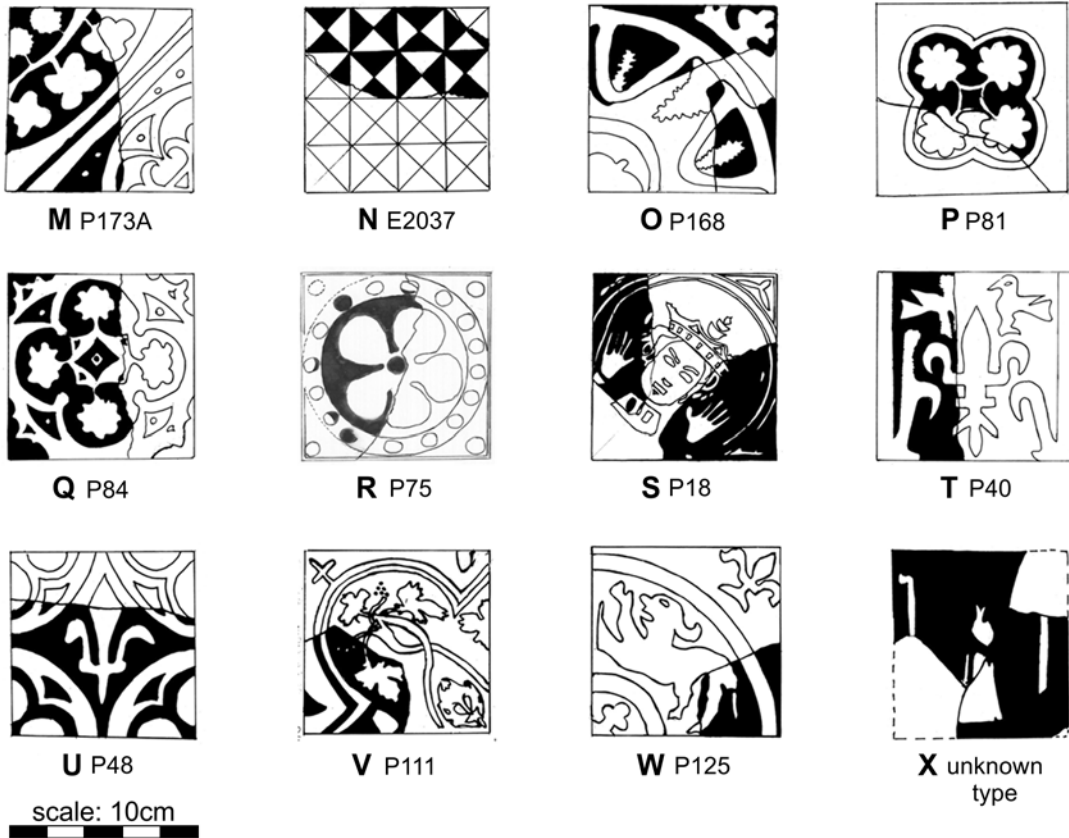 M P173A
N E2037
O P168
P P81
Q P84
R P75
S P18
T P40
U P48
V P111
W P125
X unknown
type
scale: 10cm